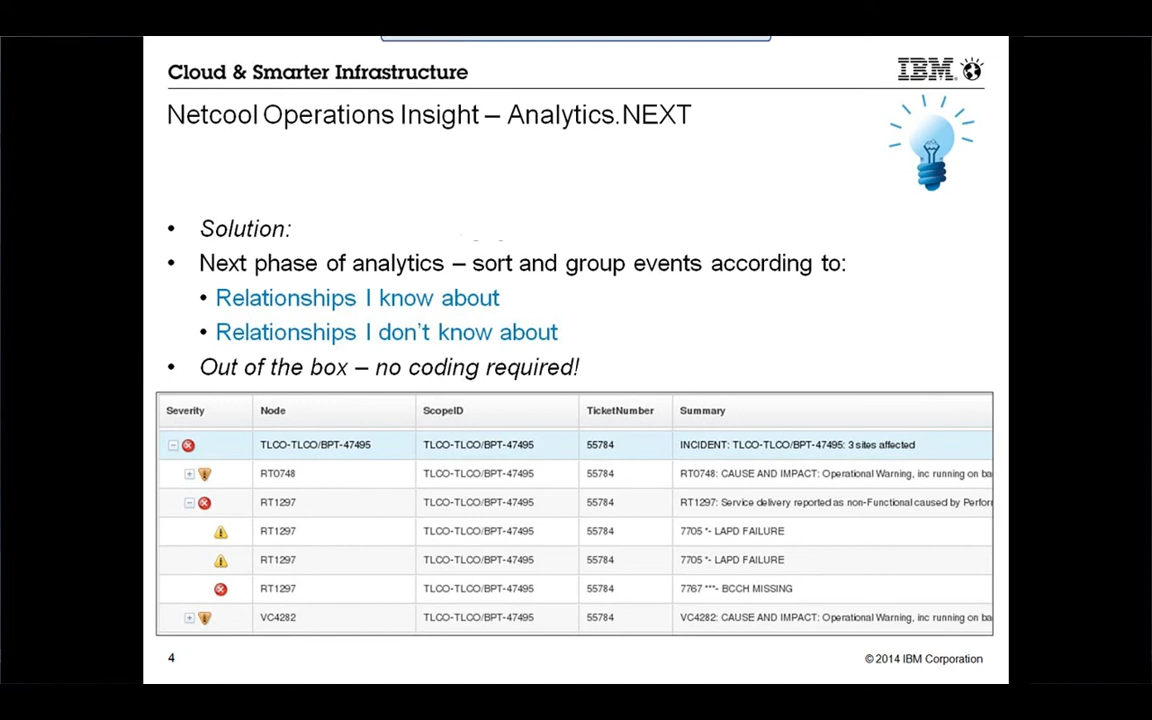 Cloud & Smarter Infrastructure
IBM
Netcool Operations Insight – Analytics.NEXT
• Solution:
• Next phase of analytics – sort and group events according to:
• Relationships I know about
• Relationships I don't know about
• Out of the box – no coding required!
Severity Node ScopeID TicketNumber Summary
TLCO-TLCO/BPT-47495 TLCO-TLCO/BPT-47495 55784 INCIDENT: TLCO-TLCO/BPT-47495: 3 sites affected
RT0748 TLCO-TLCO/BPT-47495 55784 RT0748: CAUSE AND IMPACT: Operational Warning, inc running on ba
RT1297 TLCO-TLCO/BPT-47495 55784 RT1297: Service delivery reported as non-Functional caused by Perfor
RT1297 TLCO-TLCO/BPT-47495 55784 7705 *- LAPD FAILURE
RT1297 TLCO-TLCO/BPT-47495 55784 7705 *- LAPD FAILURE
RT1297 TLCO-TLCO/BPT-47495 55784 7767 ***- BCCH MISSING
VC4282 TLCO-TLCO/BPT-47495 55784 VC4282: CAUSE AND IMPACT: Operational Warning, inc running on ba
4 © 2014 IBM Corporation